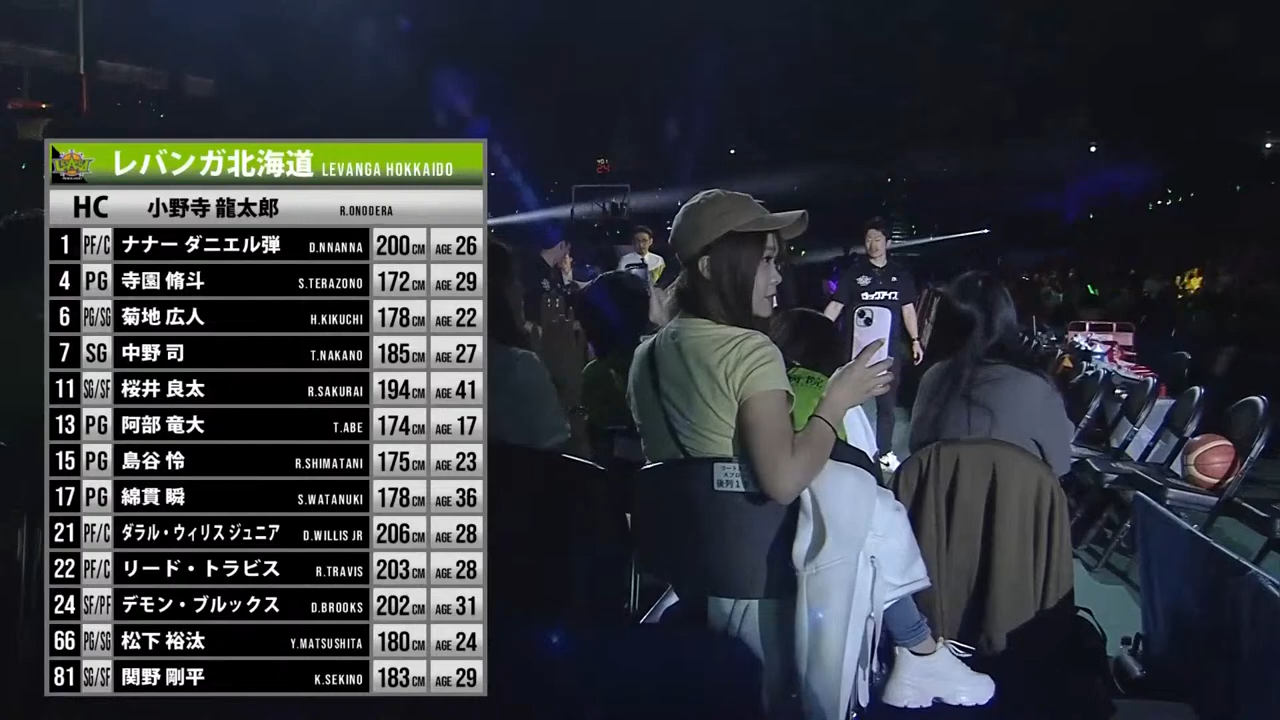 レバンガ北海道 LEVANGA HOKKAIDO
HC 小野寺 龍太郎 R.ONODERA
1 PF/C ナナー ダニエル弾 D.NNANNA 200CM AGE 26
4 PG 寺園 脩斗 S.TERAZONO 172CM AGE 29
6 PG/SG 菊地 広人 H.KIKUCHI 178CM AGE 22
7 SG 中野 司 T.NAKANO 185CM AGE 27
11 SG/SF 桜井 良太 R.SAKURAI 194CM AGE 41
13 PG 阿部 竜大 T.ABE 174CM AGE 17
15 PG 島谷 怜 R.SHIMATANI 175CM AGE 23
17 PG 綿貫 瞬 S.WATANUKI 178CM AGE 36
21 PF/C ダラル・ウィリス ジュニア D.WILLIS JR 206CM AGE 28
22 PF/C リード・トラビス R.TRAVIS 203CM AGE 28
24 SF/PF デモン・ブルックス D.BROOKS 202CM AGE 31
66 PG/SG 松下 裕汰 Y.MATSUSHITA 180CM AGE 24
81 SG/SF 関野 剛平 K.SEKINO 183CM AGE 29
24
ロックアイス